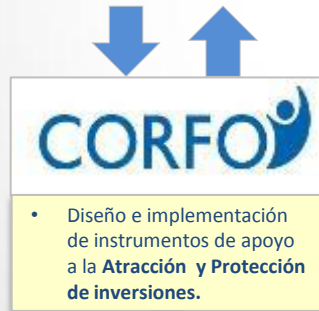 CORFO
• Diseño e implementación
de instrumentos de apoyo
a la Atracción y Protección
de inversiones.